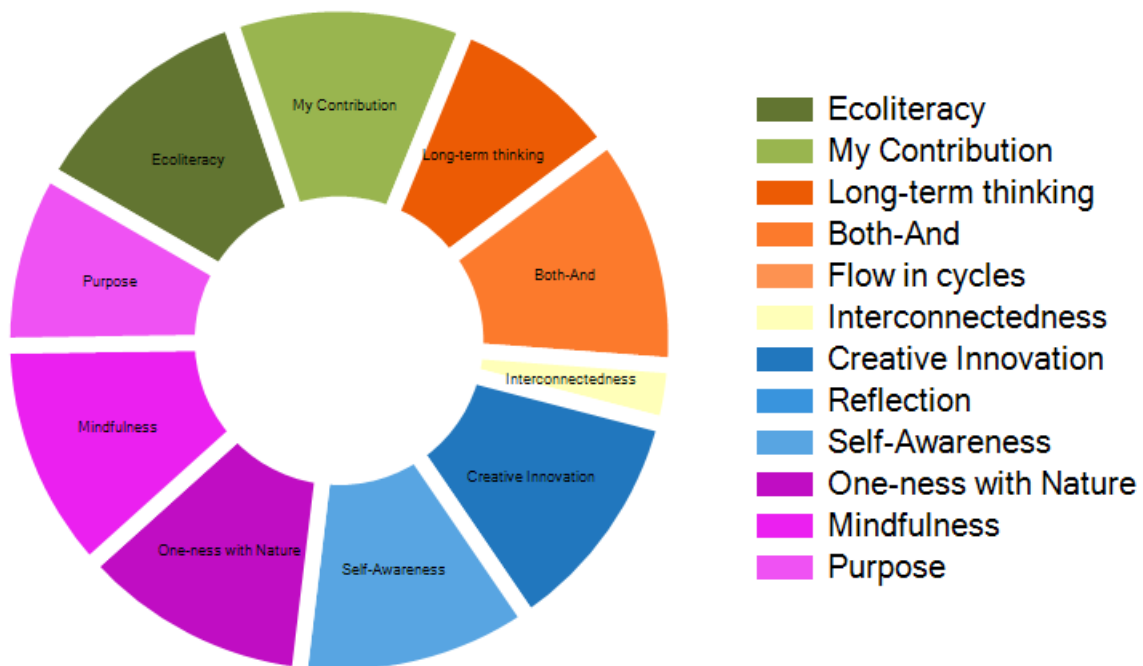 My Contribution
Long-term thinking
Ecoliteracy
Both-And
Purpose
Interconnectedness
Mindfulness
Creative Innovation
One-ness with Nature
Self-Awareness
Ecoliteracy
My Contribution
Long-term thinking
Both-And
Flow in cycles
Interconnectedness
Creative Innovation
Reflection
Self-Awareness
One-ness with Nature
Mindfulness
Purpose